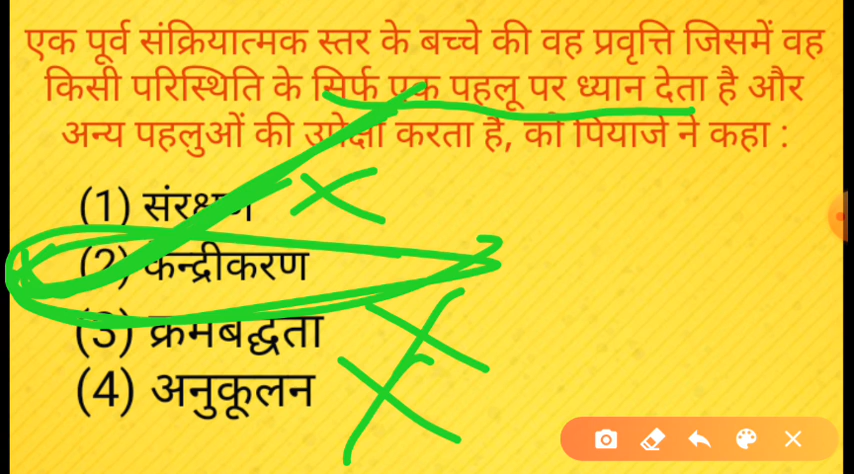 एक पूर्व संक्रियात्मक स्तर के बच्चे की वह प्रवृत्ति जिसमें वह
किसी परिस्थिति के सिर्फ एक पहलू पर ध्यान देता है और
अन्य पहलुओं की उपेक्षा करता है, को पियाजे ने कहा :
(1) संरक्षण
(2) केन्द्रीकरण
(3) क्रमबद्धता
(4) अनुकूलन